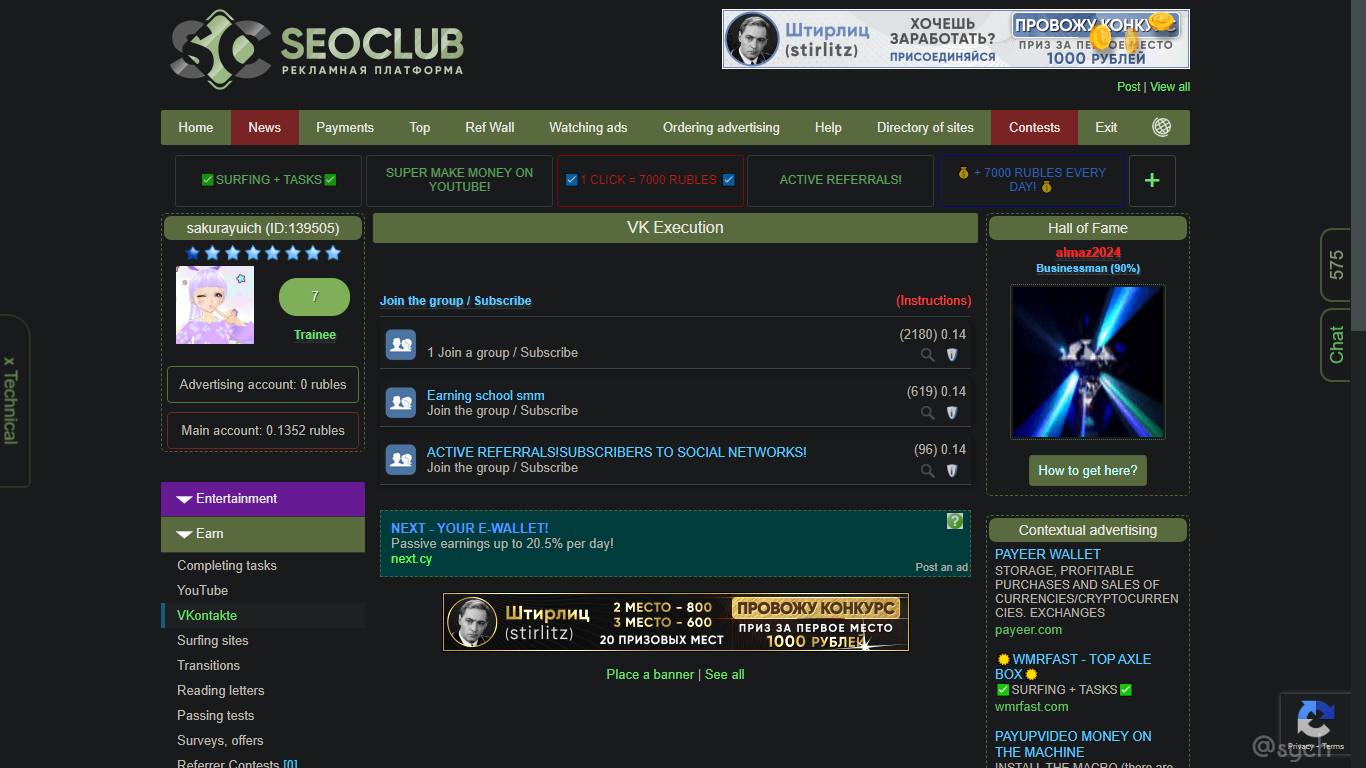 SEOCLUB
РЕКЛАМНАЯ ПЛАТФОРМА
Штирлиц
(stirlitz)
ХОЧЕШЬ
ЗАРАБОТАТЬ?
ПРИСОЕДИНЯЙСЯ
ПРОВОЖУ
ПРИЗ ЗА МЕСТО
1000 РУБЛЕЙ
Post | View all
Home
News
Payments
Top
Ref Wall
Watching ads
Ordering advertising
Help
Directory of sites
Contests
Exit
✅SURFING + TASKS✅
SUPER MAKE MONEY ON
YOUTUBE!
1 CLICK = 7000 RUBLES
ACTIVE REFERRALS!
💰 + 7000 RUBLES EVERY
DAY! 💰
+
sakurayuich (ID:139505)
7
Trainee
Advertising account: 0 rubles
Main account: 0.1352 rubles
Entertainment
Earn
Completing tasks
YouTube
VKontakte
Surfing sites
Transitions
Reading letters
Passing tests
Surveys, offers
Referrer Contests [0]
x Technical
VK Execution
Join the group / Subscribe
(Instructions)
(2180) 0.14
1 Join a group / Subscribe
Earning school smm
(619) 0.14
Join the group / Subscribe
ACTIVE REFERRALS!SUBSCRIBERS TO SOCIAL NETWORKS!
(96) 0.14
Join the group / Subscribe
NEXT - YOUR E-WALLET!
Passive earnings up to 20.5% per day!
next.cy
Post an ad
Штирлиц
(stirlitz)
2 МЕСТО - 800
3 МЕСТО - 600
20 ПРИЗОВЫХ МЕСТ
ПРОВОЖУ КОНКУРС
ПРИЗ ЗА ПЕРВОЕ МЕСТО
1000 РУБЛЕЙ
Place a banner | See all
Hall of Fame
almaz2024
Businessman (90%)
How to get here?
Contextual advertising
PAYEER WALLET
STORAGE, PROFITABLE
PURCHASES AND SALES OF
CURRENCIES/CRYPTOCURREN
CIES. EXCHANGES
payeer.com
WMRFAST - TOP AXLE
BOX
✅SURFING + TASKS✅
wmrfast.com
PAYUPVIDEO MONEY ON
THE MACHINE
INSTALL THE MACRO (there are
575
Chat
Privacy - Terms